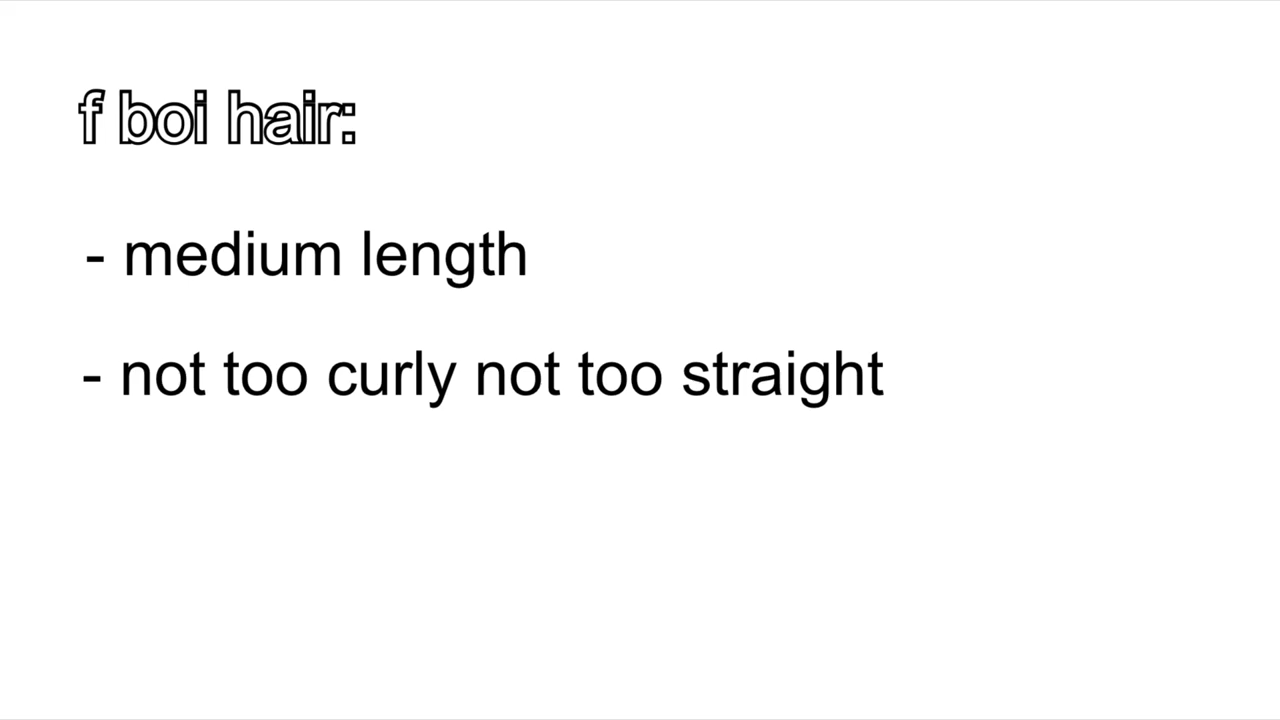 f boi hair:
- medium length
- not too curly not too straight